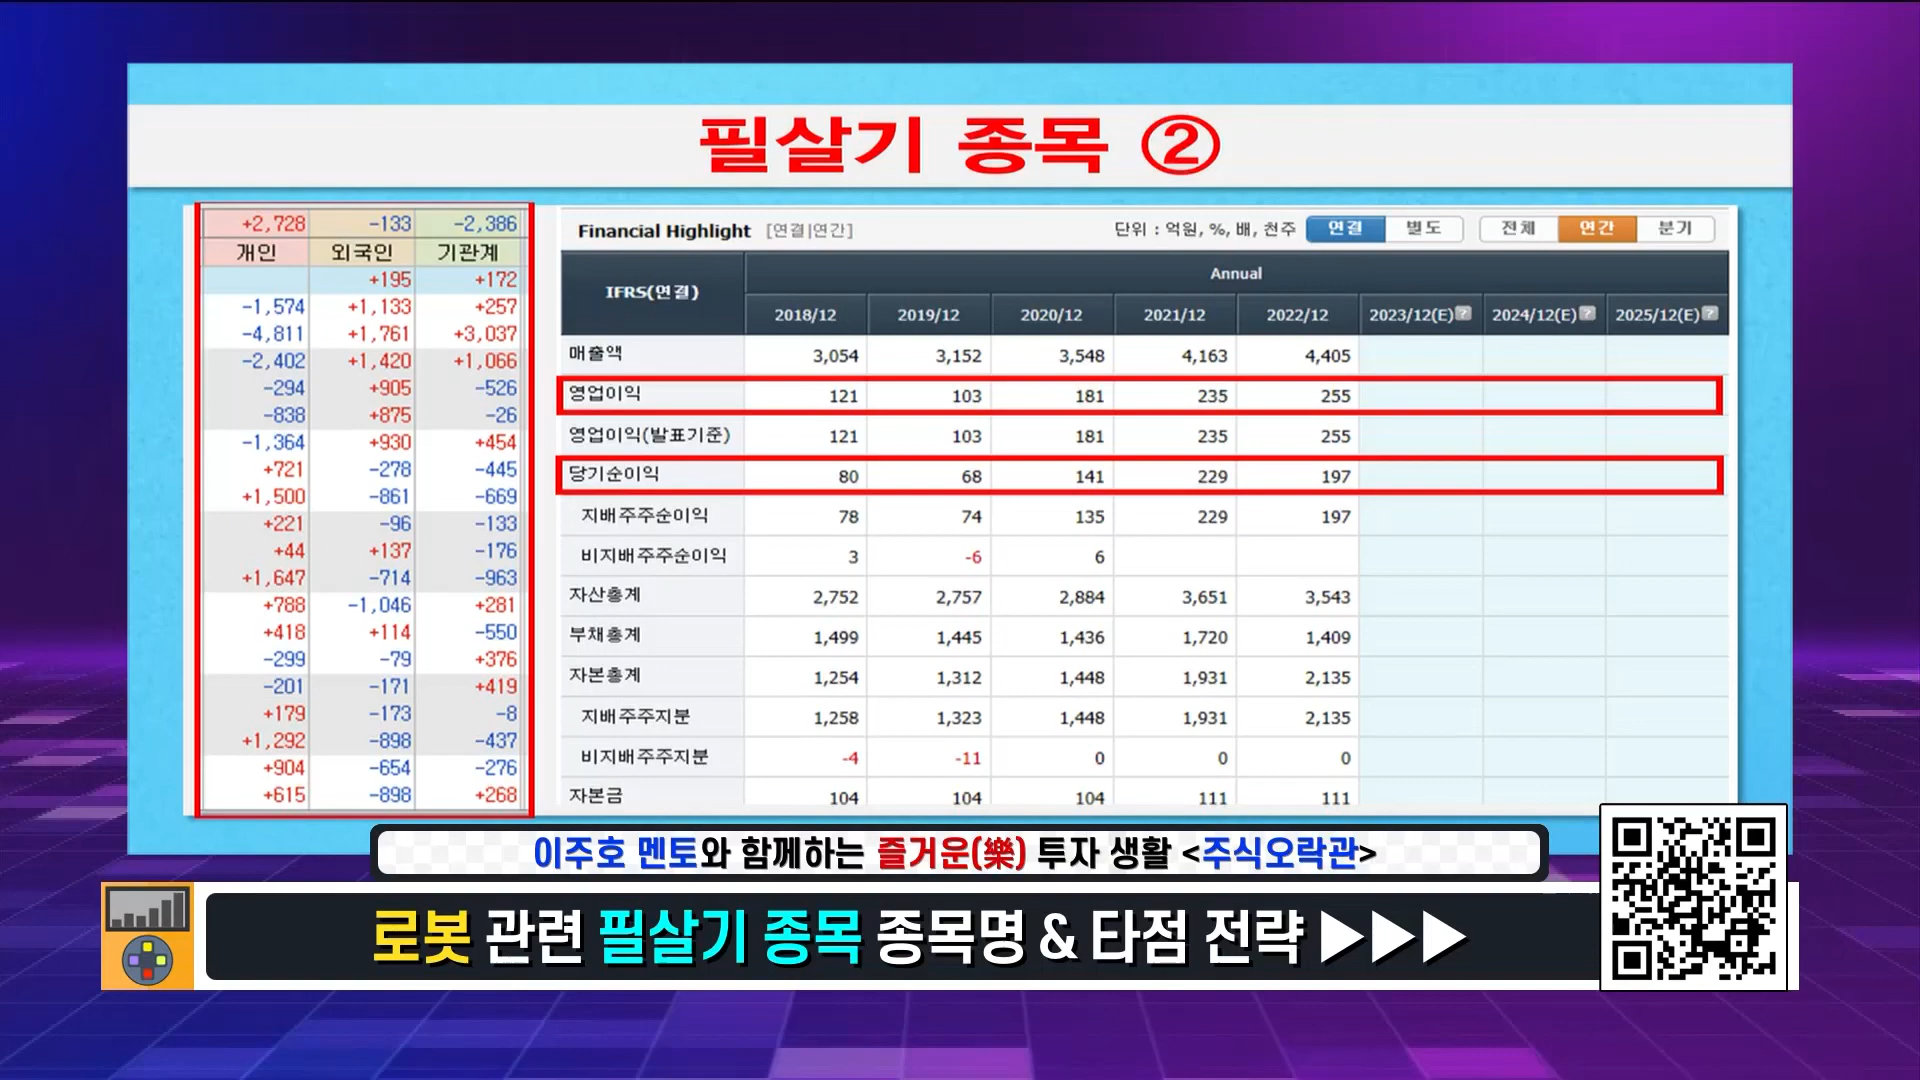 필살기 종목 ②
+2,728 -133 -2,386
개인 외국인 기관계
+195 +172
-1,574 +1,133 +257
-4,811 +1,761 +3,037
-2,402 +1,420 +1,066
-294 +905 -526
-838 +875 -26
-1,364 +930 +454
+721 -278 -445
+1,500 -861 -669
+221 -96 -133
+44 +137 -176
+1,647 -714 -963
+788 -1,046 +281
+418 +114 -550
-299 -79 +376
-201 -171 +419
+179 -173 -8
+1,292 -898 -437
+904 -654 -276
+615 -898 +268
Financial Highlight [연결|연간] 단위 : 억원, %, 배, 천주 연결 별도 전체 연간 분기
IFRS(연결) Annual
2018/12 2019/12 2020/12 2021/12 2022/12 2023/12(E) 2024/12(E) 2025/12(E)
매출액 3,054 3,152 3,548 4,163 4,405
영업이익 121 103 181 235 255
영업이익(발표기준) 121 103 181 235 255
당기순이익 80 68 141 229 197
지배주주순이익 78 74 135 229 197
비지배주주순이익 3 -6 6
자산총계 2,752 2,757 2,884 3,651 3,543
부채총계 1,499 1,445 1,436 1,720 1,409
자본총계 1,254 1,312 1,448 1,931 2,135
지배주주지분 1,258 1,323 1,448 1,931 2,135
비지배주주지분 -4 -11 0 0 0
자본금 104 104 104 111 111
이주호 멘토와 함께하는 즐거운(樂) 투자 생활 <주식오락관>
로봇 관련 필살기 종목 종목명 & 타점 전략 ▶▶▶